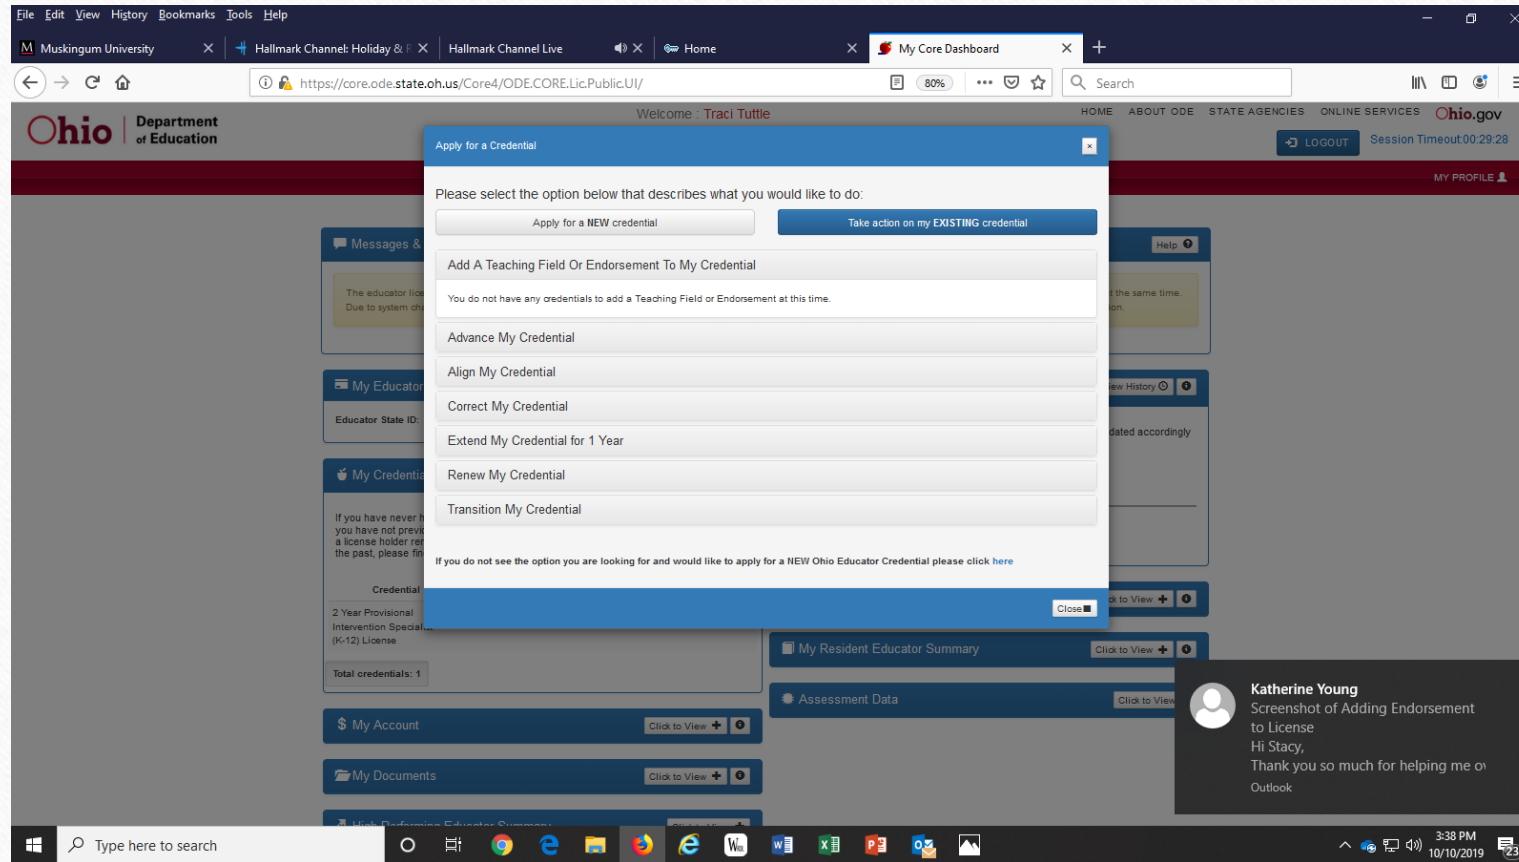 File Edit View History Bookmarks Tools Help
Muskingum University
Hallmark Channel: Holiday &
Hallmark Channel Live
Home
My Core Dashboard
https://core.ode.state.oh.us/Core4/ODE.CORE.Lic.Public.UI/
80%
Search
Ohio Department of Education
Welcome : Traci Tuttle
HOME ABOUT ODE STATE AGENCIES ONLINE SERVICES Ohio.gov
LOGOUT Session Timeout:00:29:28
MY PROFILE
Apply for a Credential
Please select the option below that describes what you would like to do:
Apply for a NEW credential
Take action on my EXISTING credential
Add A Teaching Field Or Endorsement To My Credential
You do not have any credentials to add a Teaching Field or Endorsement at this time.
Advance My Credential
Align My Credential
Correct My Credential
Extend My Credential for 1 Year
Renew My Credential
Transition My Credential
If you do not see the option you are looking for and would like to apply for a NEW Ohio Educator Credential please click here
Close
Messages &
Help
The educator
Due to system
the same time.
My Educator
History
Educator State ID:
accordingly
My
If you have never
you have not
a license holder
the past, please
Credential
2 Year Provisional
Intervention
(K-12) License
Total credentials: 1
to View
My Resident Educator Summary
Click to View
Assessment Data
Click to View
My Account
Click to View
My Documents
Click to View
Katherine Young
Screenshot of Adding Endorsement
to License
Hi Stacy,
Thank you so much for helping me
Outlook
Type here to search
3:38 PM
10/10/2019
23